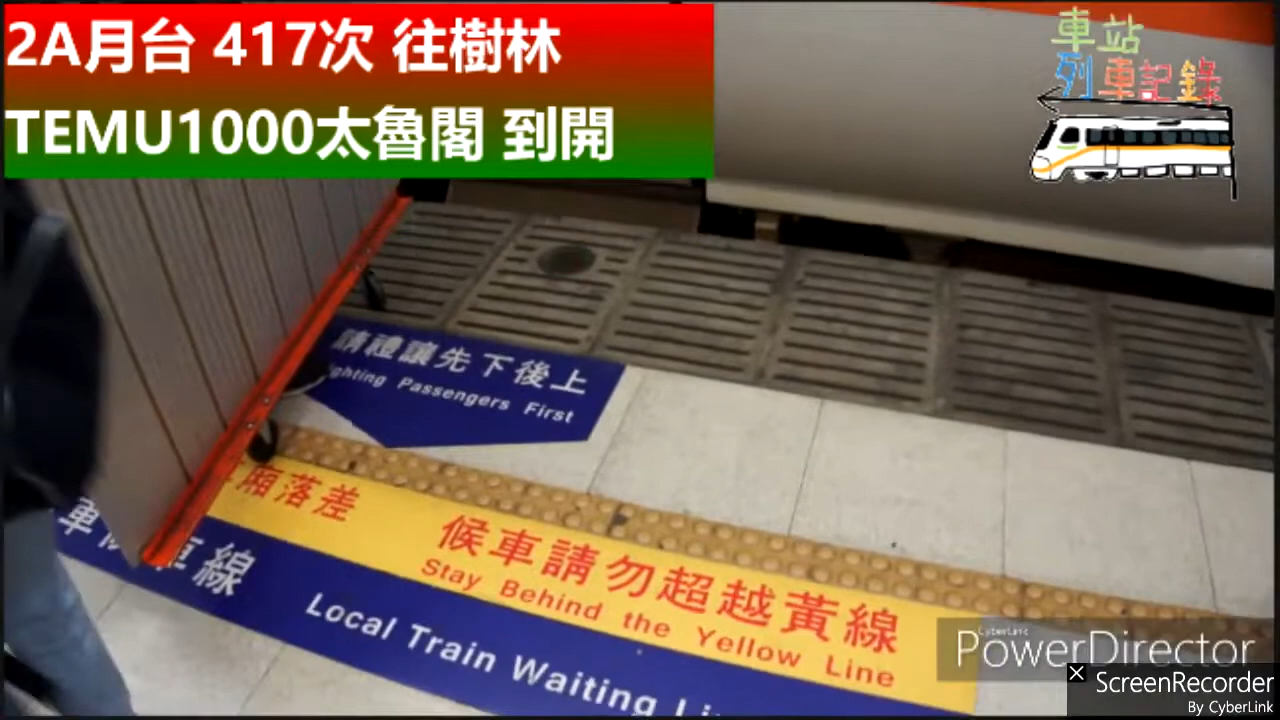 2A月台 417次 往樹林
TEMU1000太魯閣 到開
車站
列車記錄
請禮讓先下後上
Passengers First
廂落差
候車請勿超越黃線
Stay Behind the Yellow Line
車
線
Local Train Waiting
CyberLink
PowerDirector
ScreenRecorder
By CyberLink